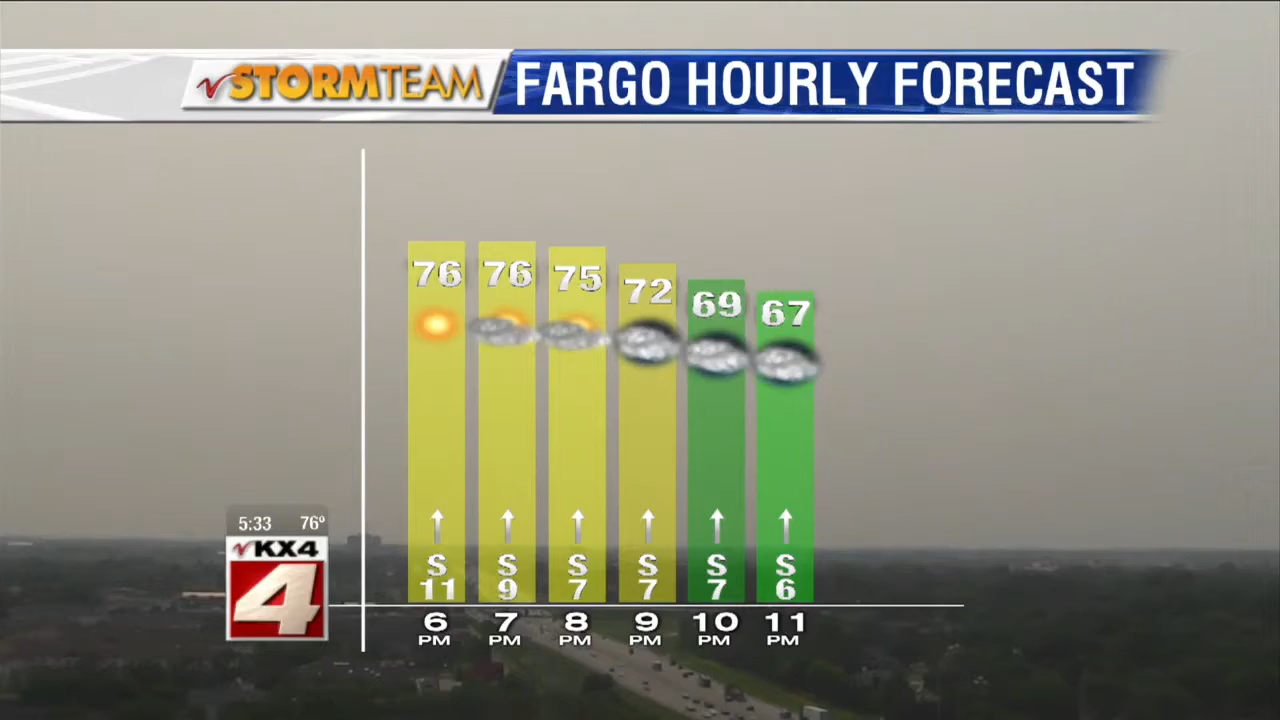 STORMTEAM FARGO HOURLY FORECAST
76 76 75 72 69 67
S S S S S S
11 9 7 7 7 6
6 7 8 9 10 11
PM PM PM PM PM PM
5:33 76°
KX4
4